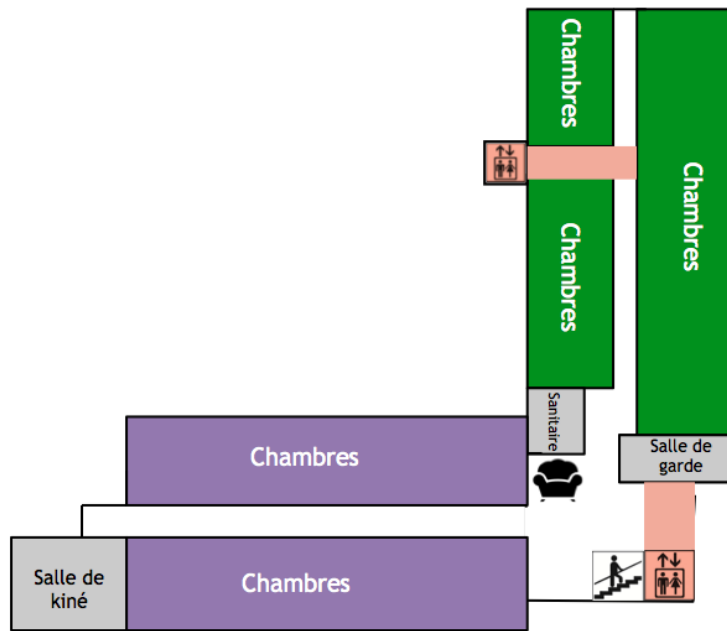 Chambres
Chambres
Chambres
Sanitaire
Salle de
garde
Chambres
Salle de
kiné
Chambres